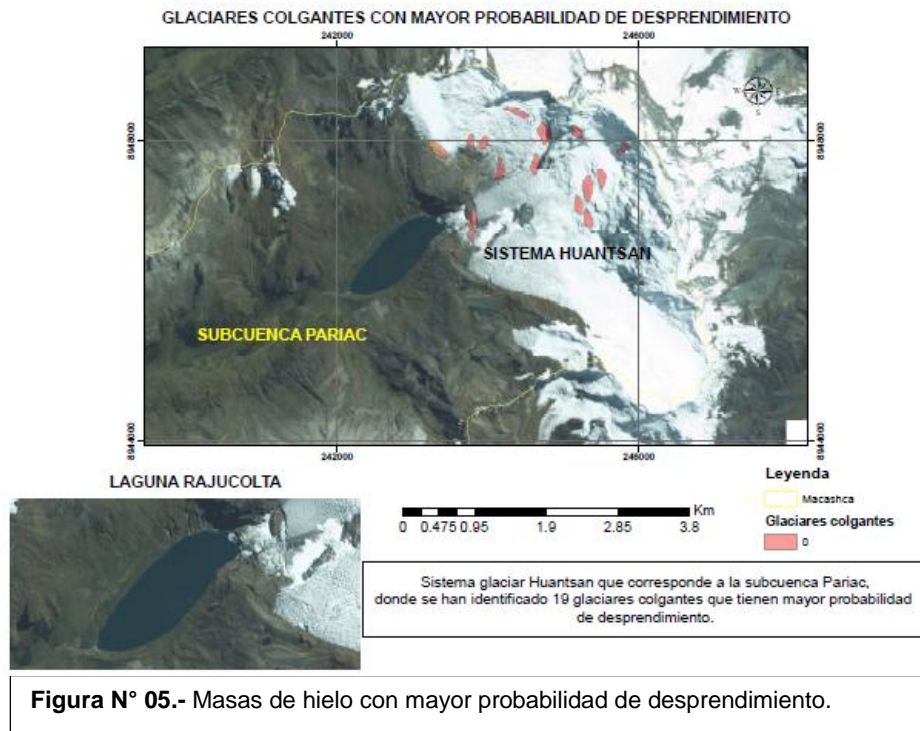 GLACIARES COLGANTES CON MAYOR PROBABILIDAD DE DESPRENDIMIENTO
242000 246000
N
W E
S
8948000 8948000
SISTEMA HUANTSAN
SUBCUENCA PARIAC
8944000 8944000
242000 246000
LAGUNA RAJUCOLTA
Leyenda
Macashca
Glaciares colgantes
0
Km
0 0.475 0.95 1.9 2.85 3.8
Sistema glaciar Huantsan que corresponde a la subcuenca Pariac,
donde se han identificado 19 glaciares colgantes que tienen mayor probabilidad
de desprendimiento.
Figura N° 05.- Masas de hielo con mayor probabilidad de desprendimiento.